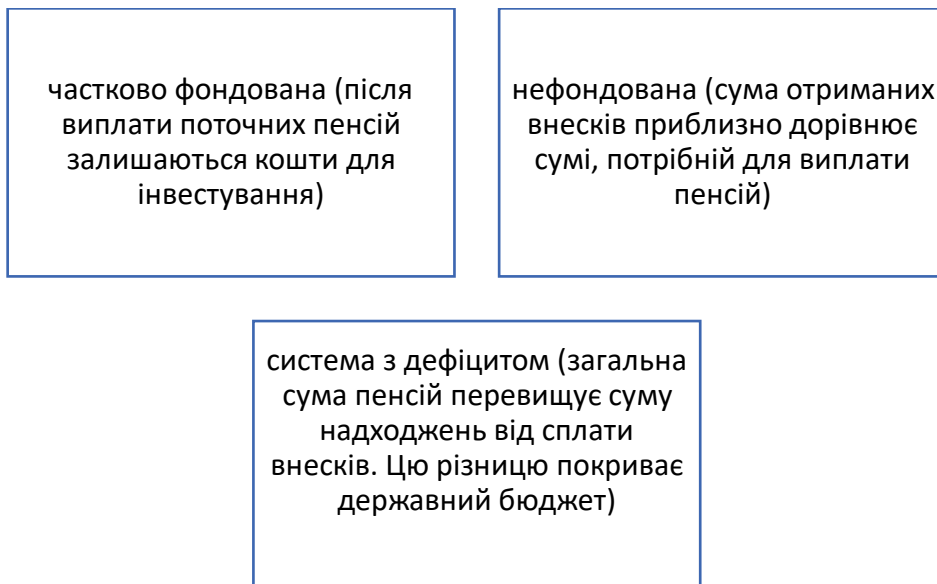 частково фондована (після
виплати поточних пенсій
залишаються кошти для
інвестування)
нефондована (сума отриманих
внесків приблизно дорівнює
сумі, потрібній для виплати
пенсій)
система з дефіцитом (загальна
сума пенсій перевищує суму
надходжень від сплати
внесків. Цю різницю покриває
державний бюджет)